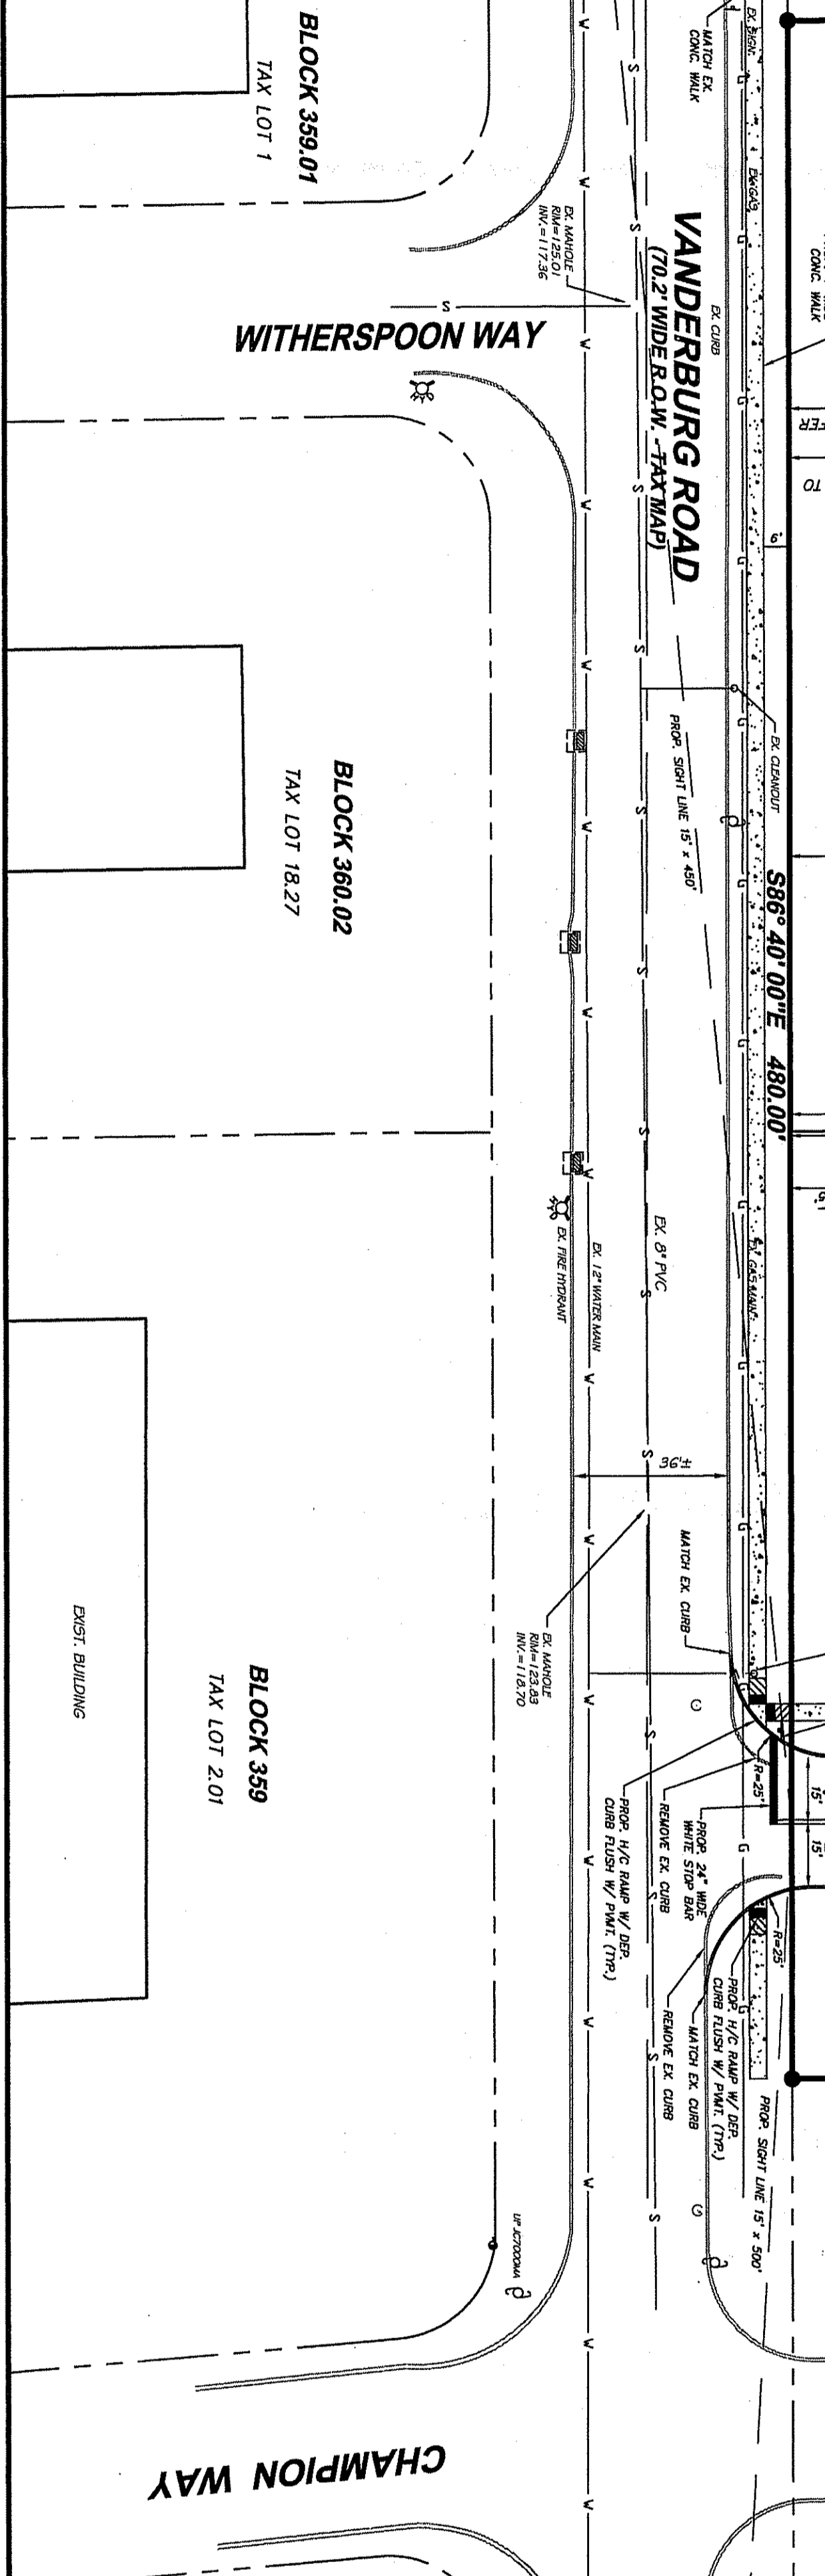 BLOCK 359.01
TAX LOT 1
MATCH EX.
CONC. WALK
EX. SIGN
EX. GAS
CONC. WALK
EX. MAHOLE
RIM=125.01
INV.=117.36
WITHERSPOON WAY
VANDERBURG ROAD
(70.2' WIDE R.O.W. - TAX MAP)
EX. CURB
TO
6'
EX. CLEANOUT
PROP. SIGHT LINE 15' x 450'
S86° 40' 00"E 480.00'
BLOCK 360.02
TAX LOT 18.27
EX. FIRE HYDRANT
EX. 12" WATER MAIN
EX. 8" PVC
EX. GAS MAIN
36'±
MATCH EX. CURB
EX. MAHOLE
RIM=123.83
INV.=118.70
EXIST. BUILDING
BLOCK 359
TAX LOT 2.01
R=25'
15'
15'
PROP. 24" WIDE
WHITE STOP BAR
REMOVE EX. CURB
PROP. H/C RAMP W/ DEP.
CURB FLUSH W/ PVMT. (TYP.)
R=25'
PROP. H/C RAMP W/ DEP.
CURB FLUSH W/ PVMT. (TYP.)
MATCH EX. CURB
REMOVE EX. CURB
PROP. SIGHT LINE 15' x 500'
UP JC7000MA
CHAMPION WAY